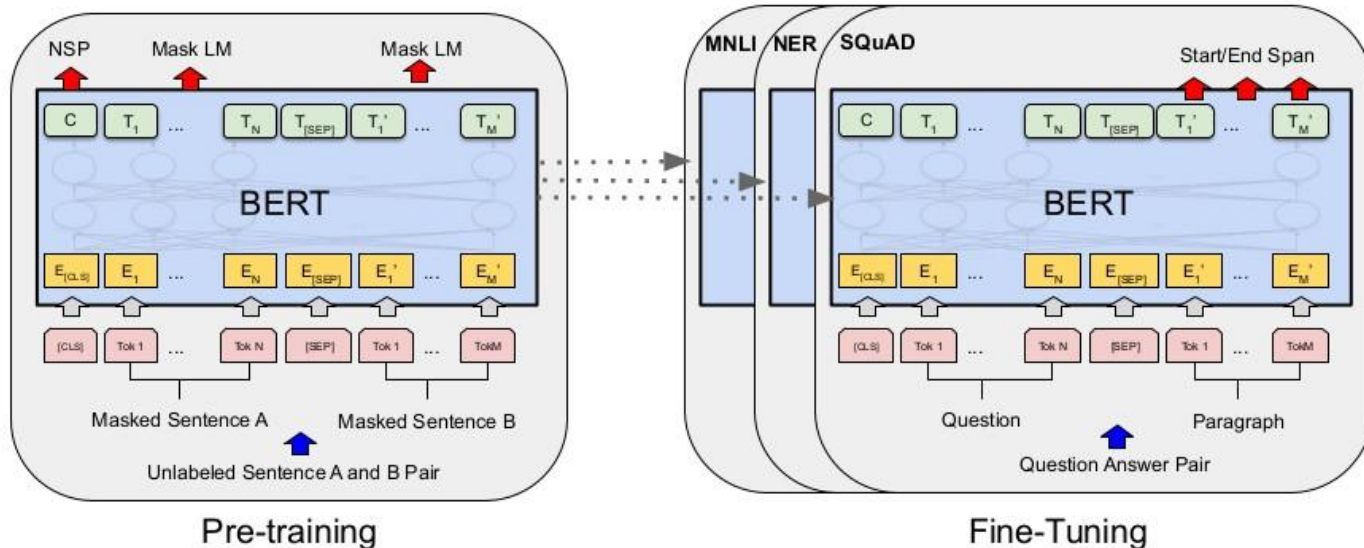 NSP Mask LM Mask LM
C T1 ... TN T[SEP] T1' ... TM'
BERT
E[CLS] E1 ... EN E[SEP] E1' ... EM'
[CLS] Tok 1 ... Tok N [SEP] Tok 1 ... TokM
Masked Sentence A Masked Sentence B
Unlabeled Sentence A and B Pair
Pre-training
MNLI NER SQuAD
Start/End Span
C T1 ... TN T[SEP] T1' ... TM'
BERT
E[CLS] E1 ... EN E[SEP] E1' ... EM'
[CLS] Tok 1 ... Tok N [SEP] Tok 1 ... TokM
Question Paragraph
Question Answer Pair
Fine-Tuning